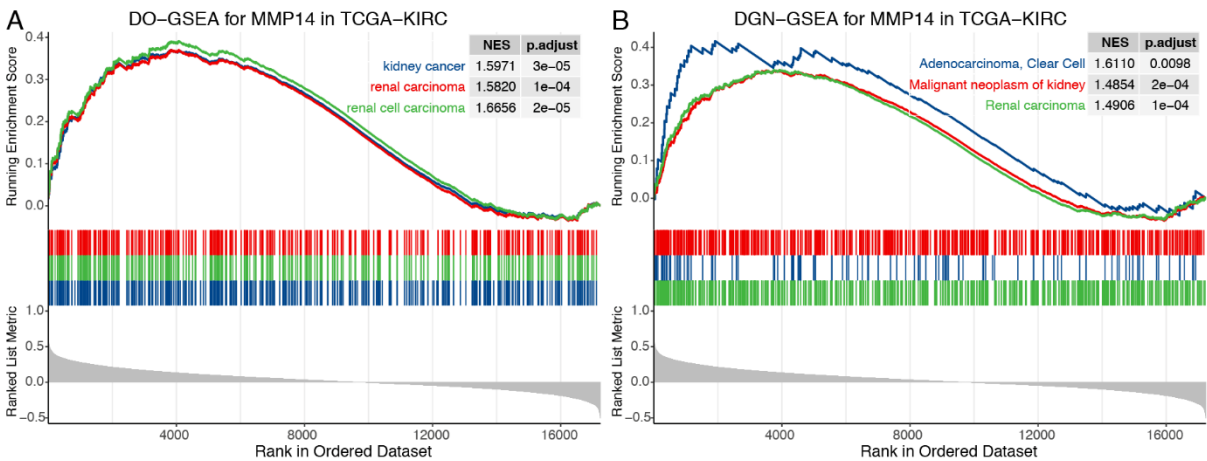 A
DO-GSEA for MMP14 in TCGA-KIRC
NES p.adjust
kidney cancer 1.5971 3e-05
renal carcinoma 1.5820 1e-04
renal cell carcinoma 1.6656 2e-05
Running Enrichment Score
0.4
0.3
0.2
0.1
0.0
Ranked List Metric
1.0
0.5
0.0
-0.5
4000 8000 12000 16000
Rank in Ordered Dataset
B
DGN-GSEA for MMP14 in TCGA-KIRC
NES p.adjust
Adenocarcinoma, Clear Cell 1.6110 0.0098
Malignant neoplasm of kidney 1.4854 2e-04
Renal carcinoma 1.4906 1e-04
Running Enrichment Score
0.4
0.3
0.2
0.1
0.0
Ranked List Metric
1.0
0.5
0.0
-0.5
4000 8000 12000 16000
Rank in Ordered Dataset